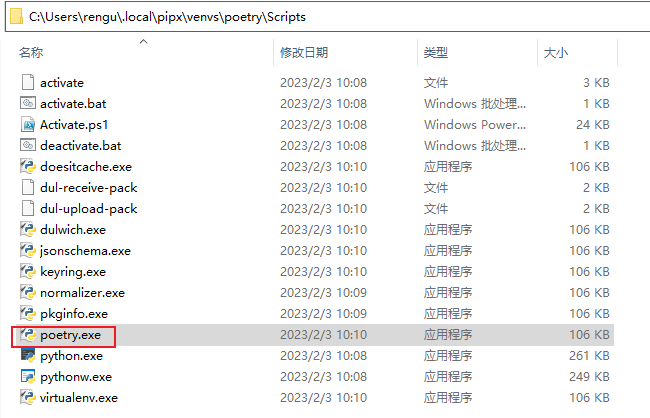 C:\Users\rengu\.local\pipx\venvs\poetry\Scripts
名称 修改日期 类型 大小
activate 2023/2/3 10:08 文件 3 KB
activate.bat 2023/2/3 10:08 Windows 批处理... 1 KB
Activate.ps1 2023/2/3 10:08 Windows Power... 24 KB
deactivate.bat 2023/2/3 10:08 Windows 批处理... 1 KB
doesitcache.exe 2023/2/3 10:10 应用程序 106 KB
dul-receive-pack 2023/2/3 10:10 文件 2 KB
dul-upload-pack 2023/2/3 10:10 文件 2 KB
dulwich.exe 2023/2/3 10:10 应用程序 106 KB
jsonschema.exe 2023/2/3 10:10 应用程序 106 KB
keyring.exe 2023/2/3 10:10 应用程序 106 KB
normalizer.exe 2023/2/3 10:09 应用程序 106 KB
pkginfo.exe 2023/2/3 10:09 应用程序 106 KB
poetry.exe 2023/2/3 10:10 应用程序 106 KB
python.exe 2023/2/3 10:08 应用程序 261 KB
pythonw.exe 2023/2/3 10:08 应用程序 249 KB
virtualenv.exe 2023/2/3 10:10 应用程序 106 KB